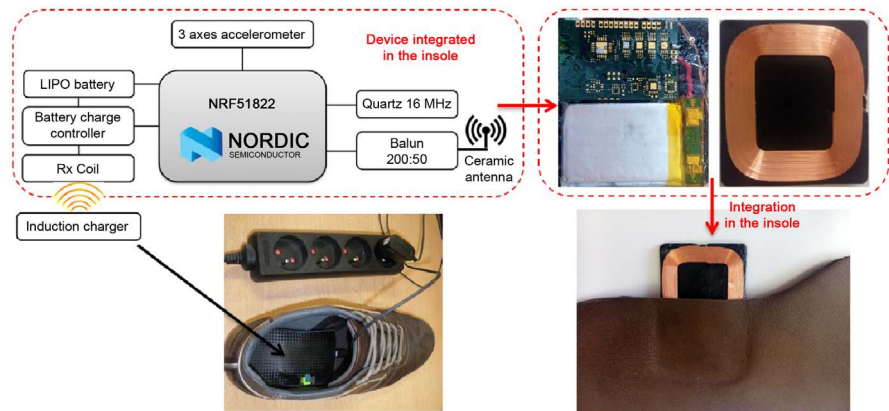 3 axes accelerometer
Device integrated
in the insole
LIPO battery
NRF51822
Quartz 16 MHz
Battery charge
controller
NORDIC
SEMICONDUCTOR
Balun
200:50
Ceramic
antenna
Rx Coil
Induction charger
Integration
in the insole